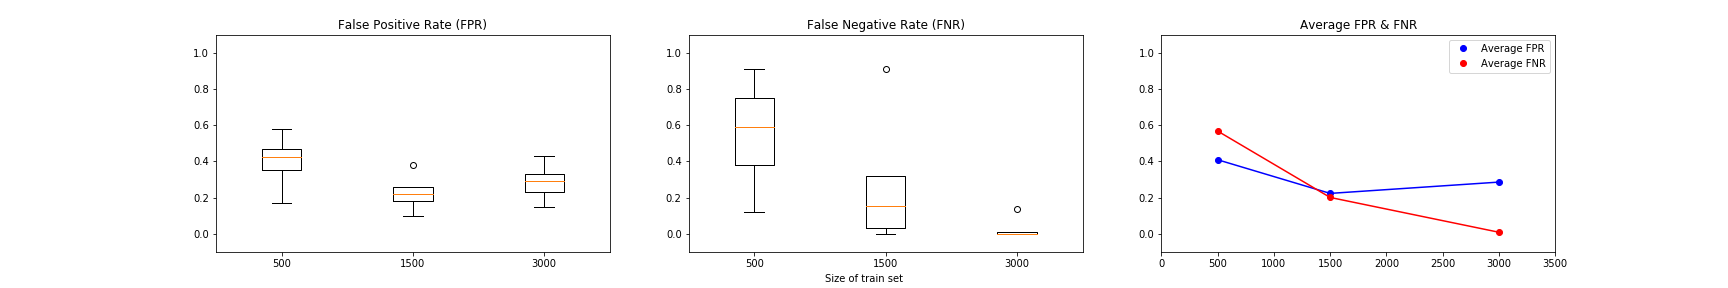 False Positive Rate (FPR)
1.0
0.8
0.6
0.4
0.2
0.0
500 1500 3000
False Negative Rate (FNR)
1.0
0.8
0.6
0.4
0.2
0.0
500 1500 3000
Size of train set
Average FPR & FNR
Average FPR
Average FNR
1.0
0.8
0.6
0.4
0.2
0.0
0 500 1000 1500 2000 2500 3000 3500